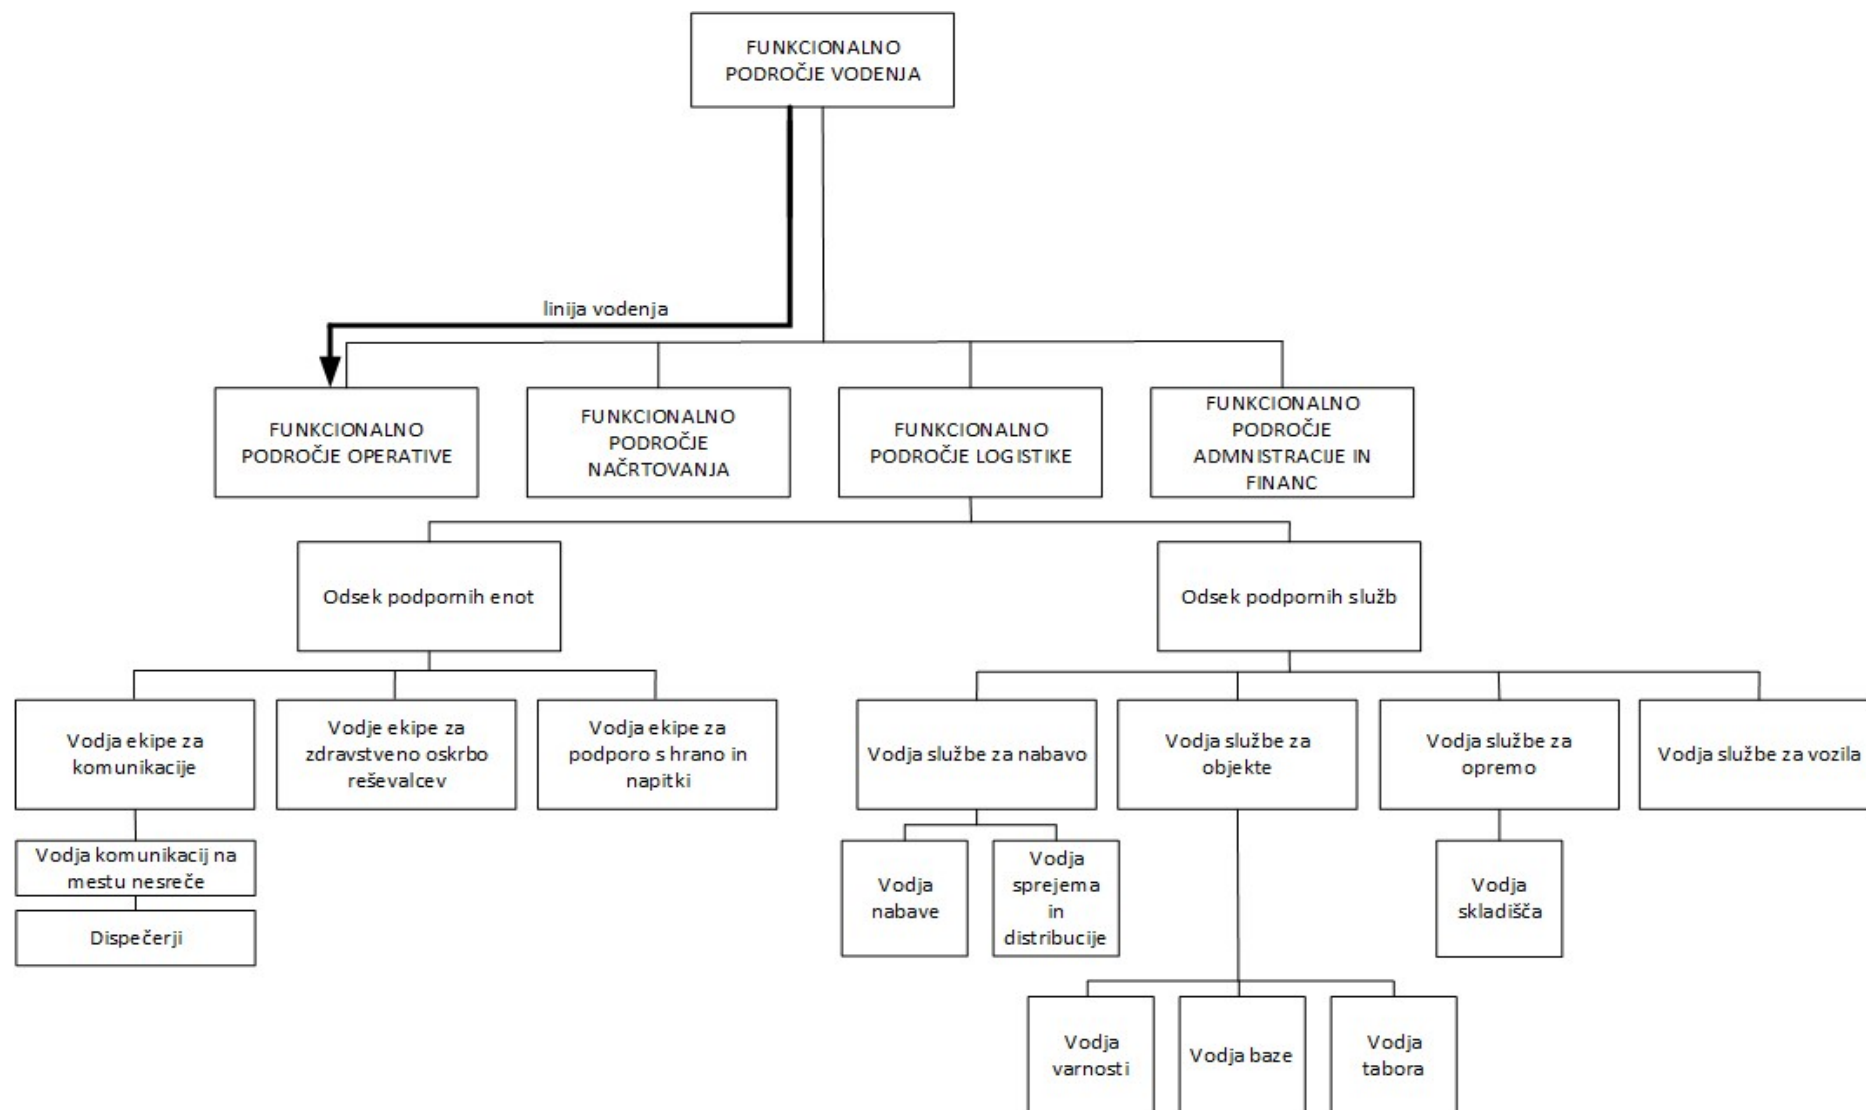 FUNKCIONALNO
PODROČJE VODENJA
linija vodenja
FUNKCIONALNO
PODROČJE OPERATIVE
FUNKCIONALNO
PODROČJE
NAČRTOVANJA
FUNKCIONALNO
PODROČJE LOGISTIKE
FUNKCIONALNO
PODROČJE
ADMNISTRACIJE IN
FINANC
Odsek podpornih enot
Odsek podpornih služb
Vodja ekipe za
komunikacije
Vodje ekipe za
zdravstveno oskrbo
reševalcev
Vodja ekipe za
podporo s hrano in
napitki
Vodja službe za nabavo
Vodja službe za
objekte
Vodja službe za
opremo
Vodja službe za vozila
Vodja komunikacij na
mestu nesreče
Dispečerji
Vodja
nabave
Vodja
sprejema
in
distribucije
Vodja
skladišča
Vodja
varnosti
Vodja baze
Vodja
tabora